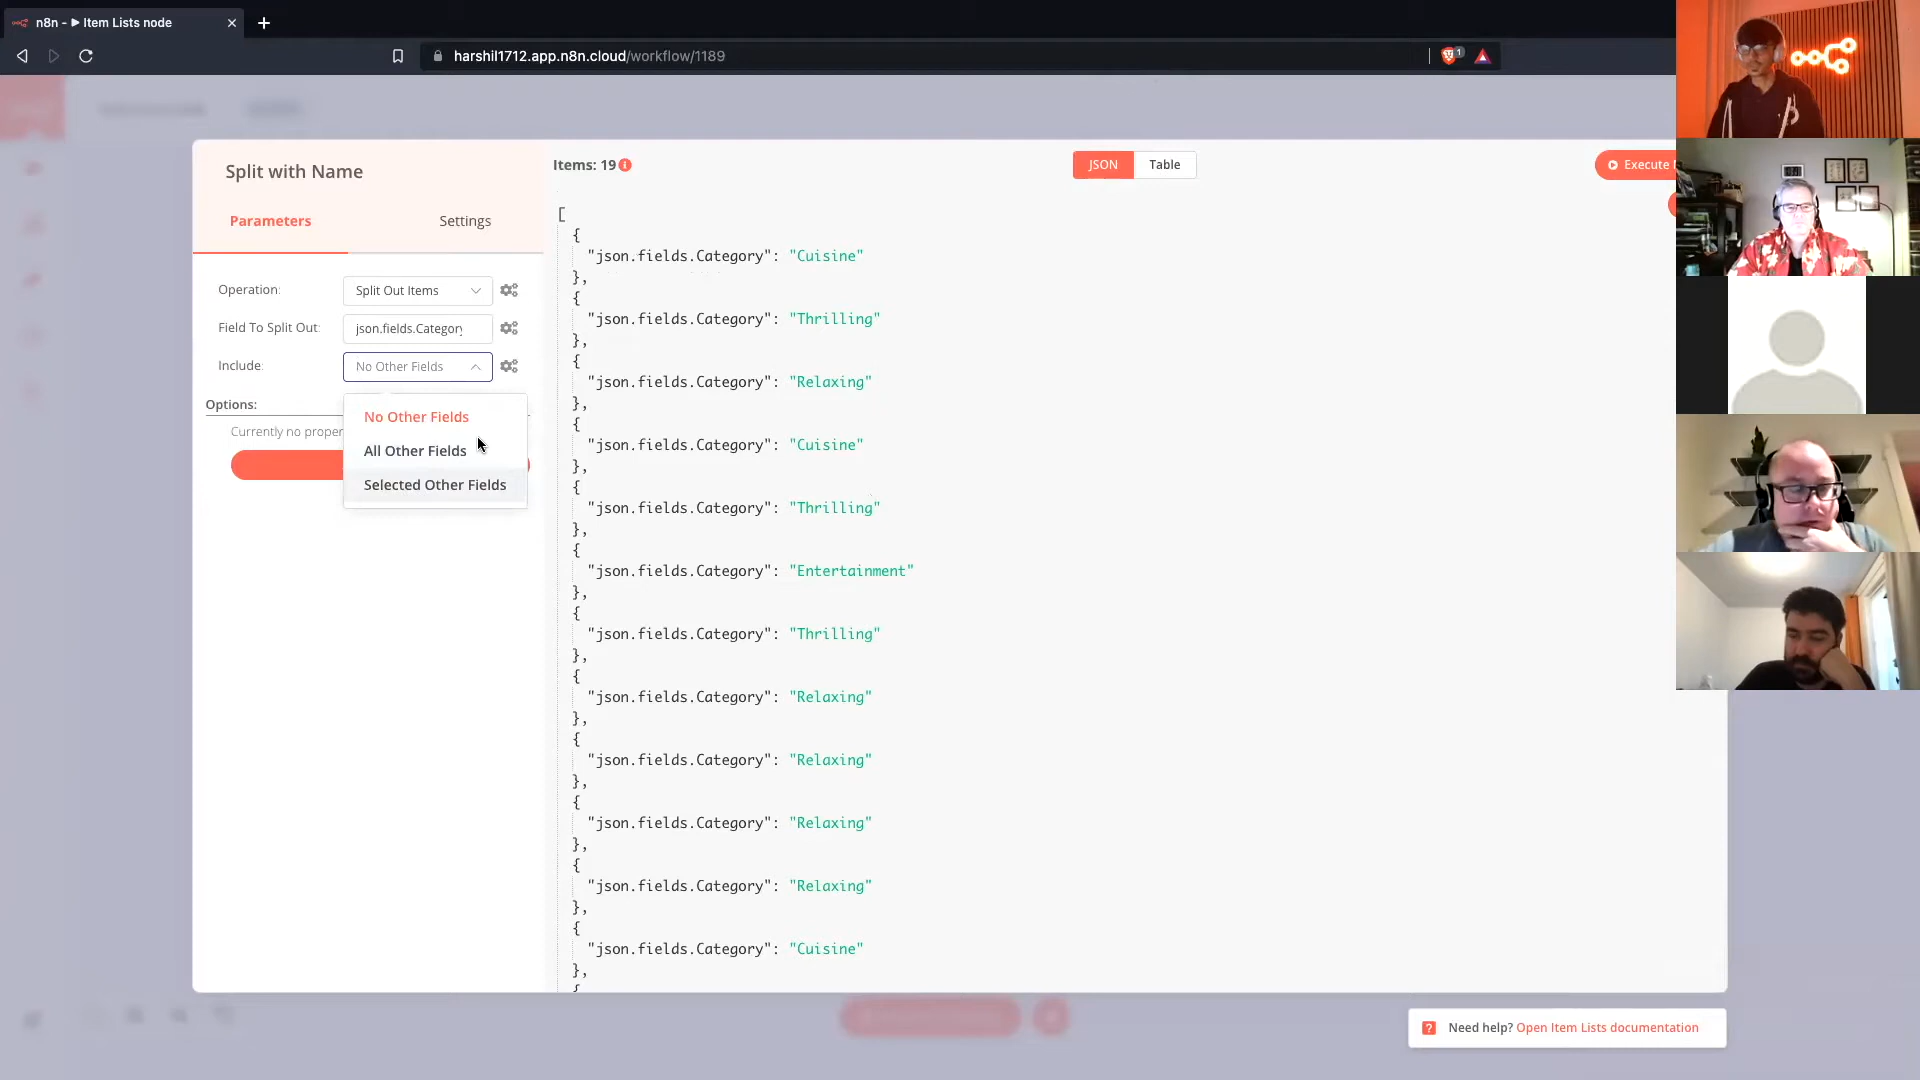 n8n - ▶ Item Lists node
harshil1712.app.n8n.cloud/workflow/1189
1
Split with Name
Parameters
Settings
Operation:
Split Out Items
Field To Split Out:
json.fields.Category
Include:
No Other Fields
Options:
Currently no proper
No Other Fields
All Other Fields
Selected Other Fields
Items: 19
JSON
Table
Execute
[
{
"json.fields.Category": "Cuisine"
},
{
"json.fields.Category": "Thrilling"
},
{
"json.fields.Category": "Relaxing"
},
{
"json.fields.Category": "Cuisine"
},
{
"json.fields.Category": "Thrilling"
},
{
"json.fields.Category": "Entertainment"
},
{
"json.fields.Category": "Thrilling"
},
{
"json.fields.Category": "Relaxing"
},
{
"json.fields.Category": "Relaxing"
},
{
"json.fields.Category": "Relaxing"
},
{
"json.fields.Category": "Relaxing"
},
{
"json.fields.Category": "Cuisine"
},
{
Need help? Open Item Lists documentation